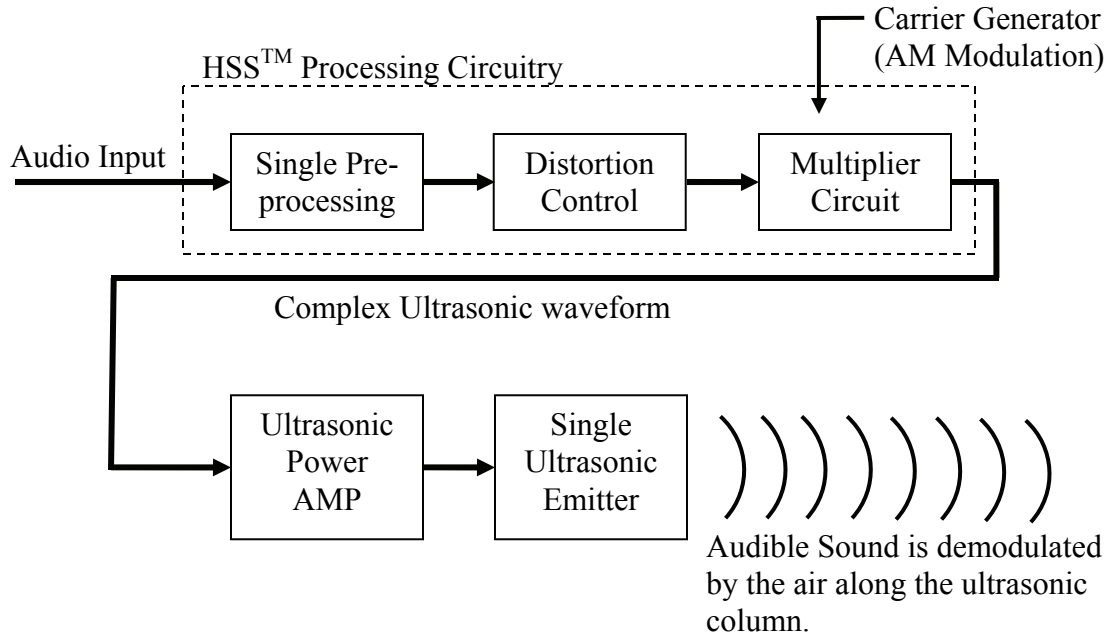 Carrier Generator
(AM Modulation)
HSS™ Processing Circuitry
Audio Input
Single Pre-
processing
Distortion
Control
Multiplier
Circuit
Complex Ultrasonic waveform
Ultrasonic
Power
AMP
Single
Ultrasonic
Emitter
Audible Sound is demodulated
by the air along the ultrasonic
column.